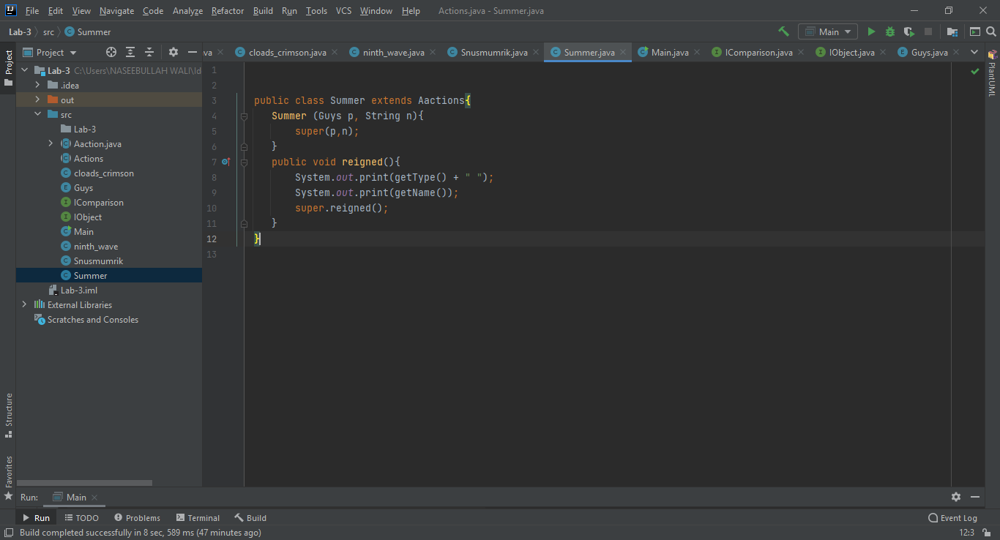 File Edit View Navigate Code Analyze Refactor Build Run Tools VCS Window Help Actions.java - Summer.java
Lab-3 src Summer Main
Project
Project
cloads_crimson.java ninth_wave.java Snusmumrik.java Summer.java Main.java IComparison.java IObject.java Guys.java
PlantUML
Lab-3 C:\Users\NASEEBULLAH WALI\Id
.idea
out
src
Lab-3
Aaction.java
Actions
cloads_crimson
Guys
IComparison
IObject
Main
ninth_wave
Snusmumrik
Summer
Lab-3.iml
External Libraries
Scratches and Consoles
1
2
3 public class Summer extends Aactions{
4 Summer (Guys p, String n){
5 super(p,n);
6 }
7 public void reigned(){
8 System.out.print(getType() + " ");
9 System.out.print(getName());
10 super.reigned();
11 }
12 }
13
Structure
Favorites
Run: Main
Run TODO Problems Terminal Build Event Log
Build completed successfully in 8 sec, 589 ms (47 minutes ago) 12:3